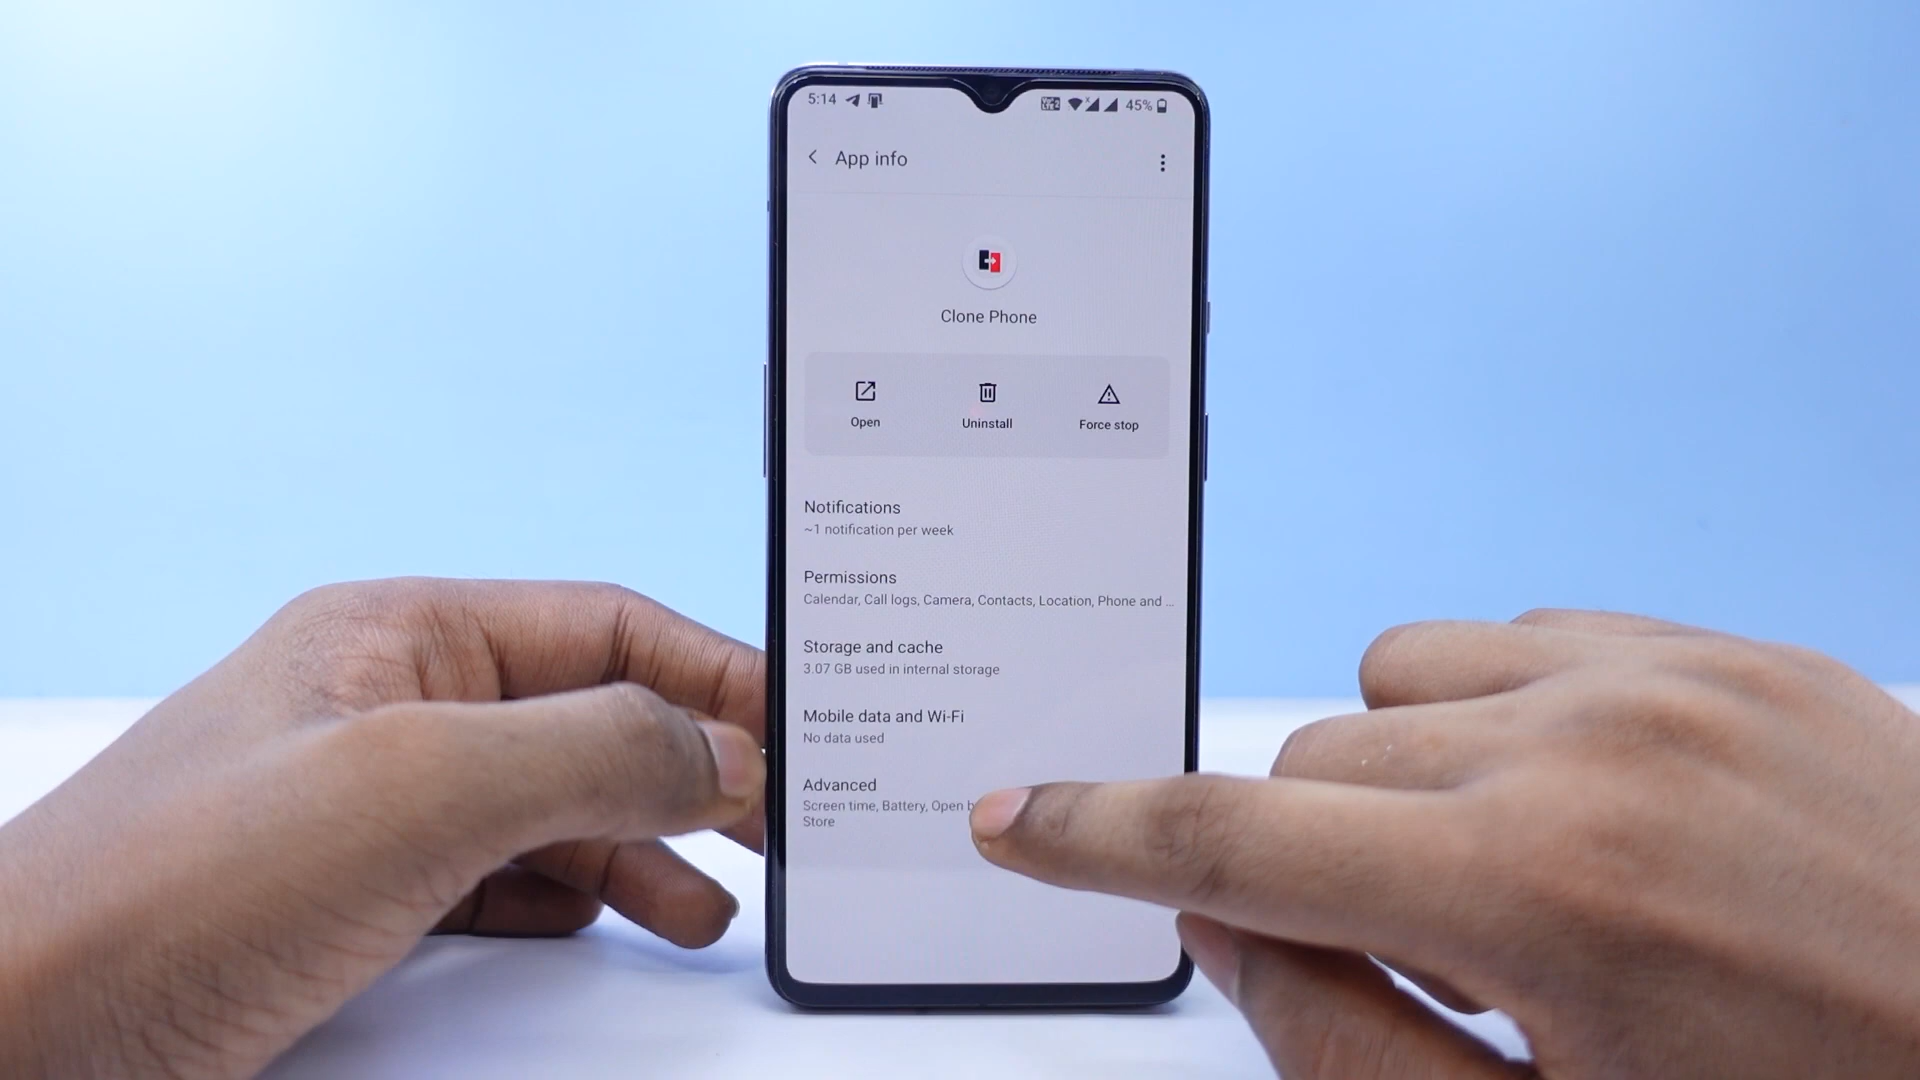 5:14
45%
App info
Clone Phone
Open
Uninstall
Force stop
Notifications
~1 notification per week
Permissions
Calendar, Call logs, Camera, Contacts, Location, Phone and ...
Storage and cache
3.07 GB used in internal storage
Mobile data and Wi-Fi
No data used
Advanced
Screen time, Battery, Open
Store